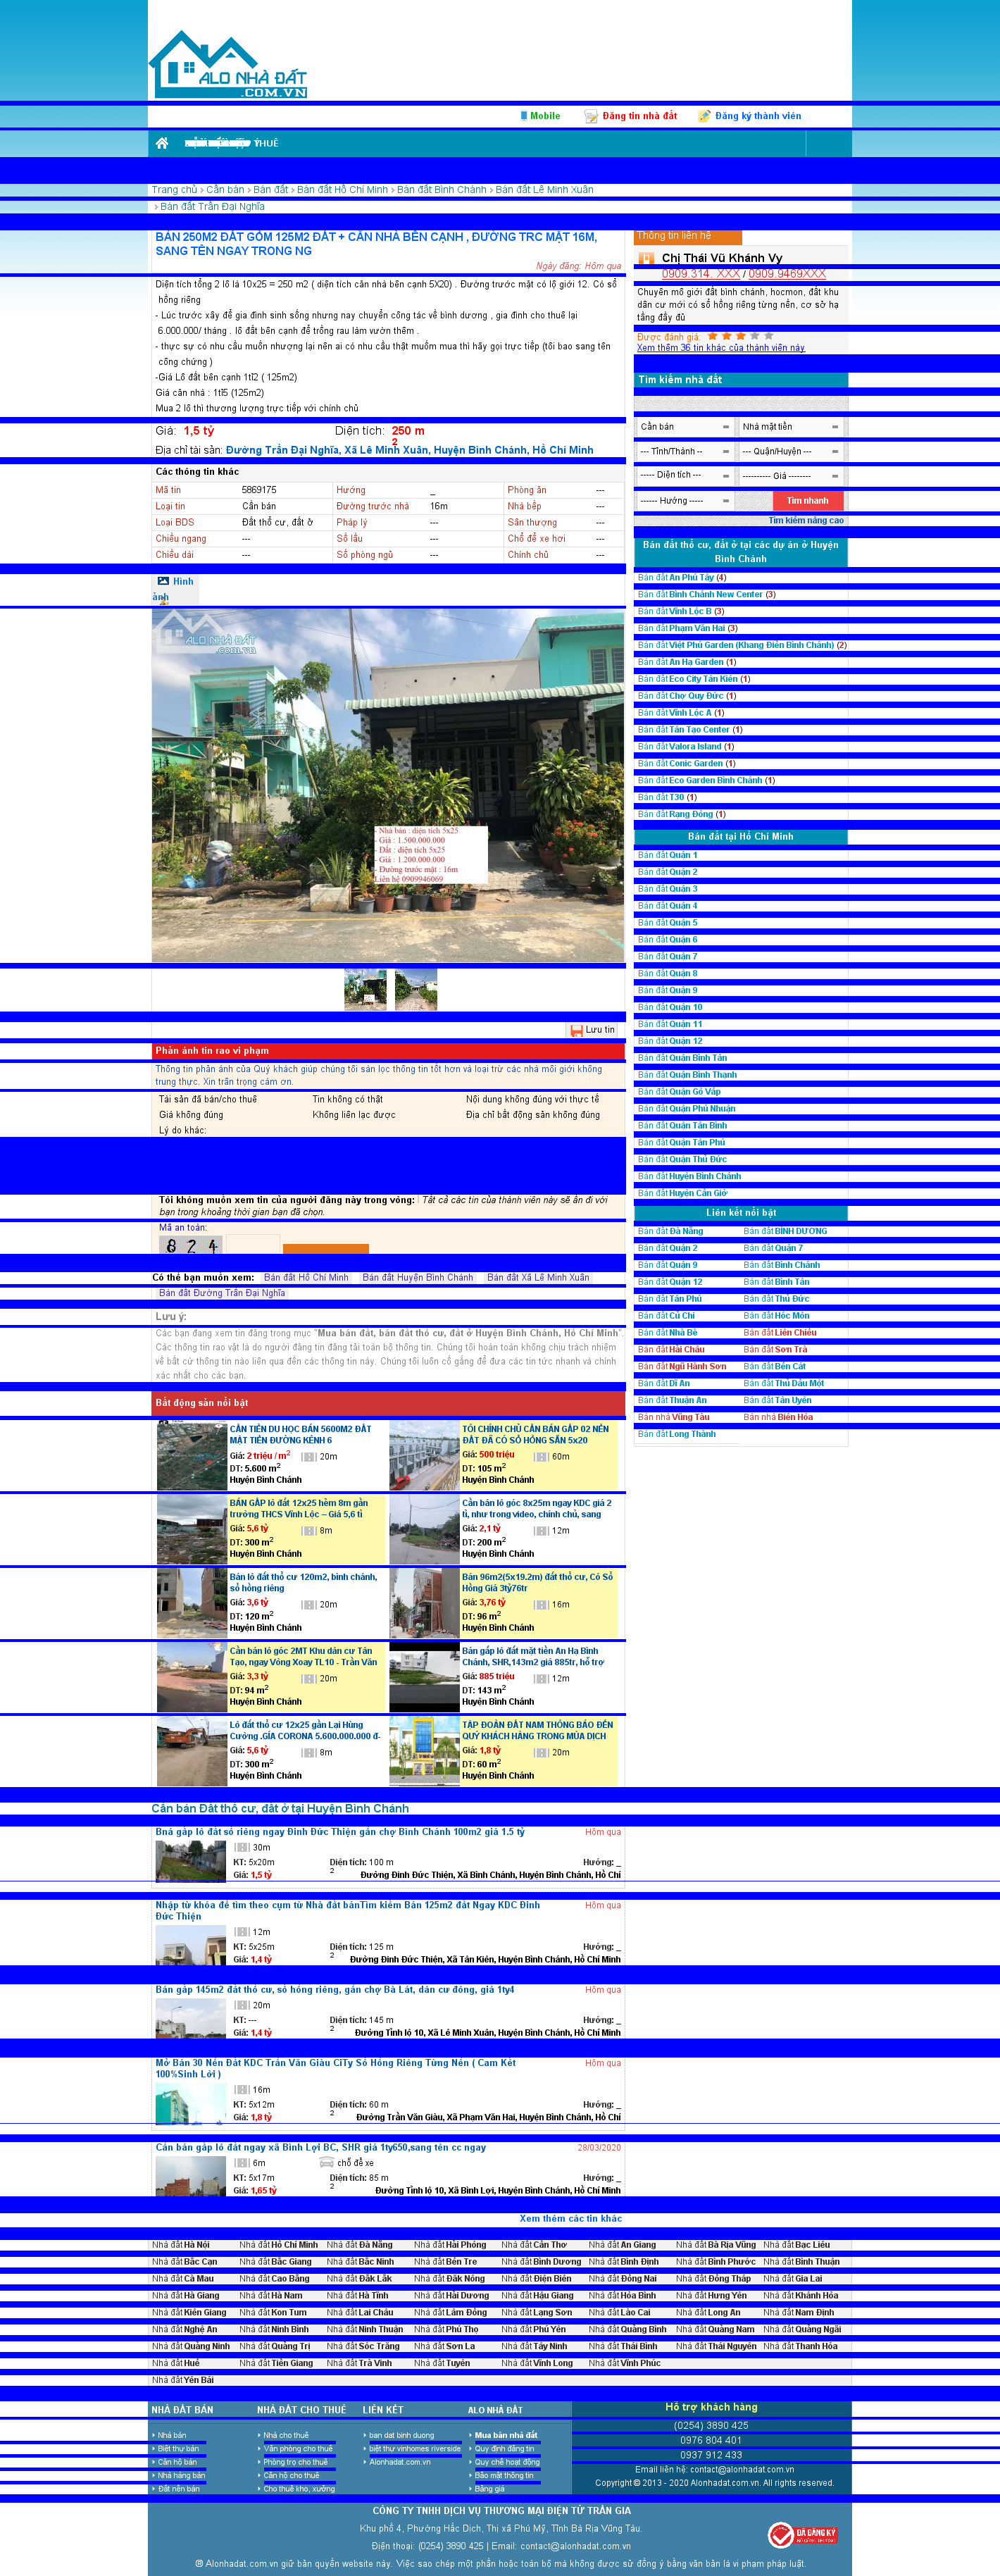 ALO NHÀ ĐẤT
.COM.VN
Mobile
Đăng tin nhà đất
Đăng ký thành viên
THUÊ
Trang chủ › Cần bán › Bán đất › Bán đất Hồ Chí Minh › Bán đất Bình Chánh › Bán đất Lê Minh Xuân
› Bán đất Trần Đại Nghĩa
BÁN 250M2 ĐẤT GỒM 125M2 ĐẤT + CĂN NHÀ BÊN CẠNH , ĐƯỜNG TRC MẶT 16M,
SANG TÊN NGAY TRONG NG
Ngày đăng: Hôm qua
Diện tích tổng 2 lô là 10x25 = 250 m2 ( diện tích căn nhà bên cạnh 5X20) . Đường trước mặt có lộ giới 12. Có sổ
hồng riêng
- Lúc trước xây để gia đình sinh sống nhưng nay chuyển công tác về bình dương , gia đình cho thuê lại
6.000.000/ tháng . lô đất bên cạnh để trống rau làm vườn thêm .
- thực sự có nhu cầu muốn nhượng lại nên ai có nhu cầu thật muốn mua thì hãy gọi trực tiếp (tôi bao sang tên
công chứng )
-Giá Lô đất bên cạnh 1tỉ2 ( 125m2)
Giá căn nhà : 1tỉ5 (125m2)
Mua 2 lô thì thương lượng trực tiếp với chính chủ
Giá: 1,5 tỷ
Diện tích: 250 m2
Địa chỉ tài sản: Đường Trần Đại Nghĩa, Xã Lê Minh Xuân, Huyện Bình Chánh, Hồ Chí Minh
Các thông tin khác
Mã tin 5869175 Hướng _ Phòng ăn ---
Loại tin Cần bán Đường trước nhà 16m Nhà bếp ---
Loại BDS Đất thổ cư, đất ở Pháp lý --- Sân thượng ---
Chiều ngang --- Số lầu --- Chổ để xe hơi ---
Chiều dài --- Số phòng ngủ --- Chính chủ ---
Hình
ảnh
ALO NHÀ ĐẤT
.com.vn
- Nhà bán : diện tích 5x25
- Giá : 1.500.000.000
- Đất : diện tích 5x25
- Giá : 1.200.000.000
- Đường trước mặt : 16m
Liên hệ 0909946069
Lưu tin
Phản ánh tin rao vi phạm
Thông tin phản ánh của Quý khách giúp chúng tôi sàn lọc thông tin tốt hơn và loại trừ các nhà môi giới không
trung thực. Xin trân trọng cám ơn.
Tài sản đã bán/cho thuê Tin không có thật Nội dung không đúng với thực tế
Giá không đúng Không liên lạc được Địa chỉ bất động sản không đúng
Lý do khác:
Tôi không muốn xem tin của người đăng này trong vòng: Tất cả các tin của thành viên này sẽ ẩn đi với
bạn trong khoảng thời gian bạn đã chọn.
Mã an toàn:
8 2 4
Có thể bạn muốn xem: Bán đất Hồ Chí Minh Bán đất Huyện Bình Chánh Bán đất Xã Lê Minh Xuân
Bán đất Đường Trần Đại Nghĩa
Lưu ý:
Các bạn đang xem tin đăng trong mục "Mua bán đất, bán đất thổ cư, đất ở Huyện Bình Chánh, Hồ Chí Minh".
Các thông tin rao vặt là do người đăng tin đăng tải toàn bộ thông tin. Chúng tôi hoàn toàn không chịu trách nhiệm
về bất cứ thông tin nào liên qua đến các thông tin này. Chúng tôi luôn cố gắng để đưa các tin tức nhanh và chính
xác nhất cho các bạn.
Bất động sản nổi bật
CẦN TIỀN DU HỌC BÁN 5600M2 ĐẤT
MẶT TIỀN ĐƯỜNG KÊNH 6
Giá: 2 triệu / m2 20m
DT: 5.600 m2
Huyện Bình Chánh
TÔI CHÍNH CHỦ CẦN BÁN GẤP 02 NỀN
ĐẤT ĐÃ CÓ SỔ HỒNG SẴN 5x20
Giá: 500 triệu 60m
DT: 105 m2
Huyện Bình Chánh
BÁN GẤP lô đất 12x25 hẻm 8m gần
trường THCS Vĩnh Lộc – Giá 5,6 tỉ
Giá: 5,6 tỷ 8m
DT: 300 m2
Huyện Bình Chánh
Cần bán lô góc 8x25m ngay KDC giá 2
tỉ, như trong video, chính chủ, sang
Giá: 2,1 tỷ 12m
DT: 200 m2
Huyện Bình Chánh
Bán lô đất thổ cư 120m2, bình chánh,
sổ hồng riêng
Giá: 3,6 tỷ 20m
DT: 120 m2
Huyện Bình Chánh
Bán 96m2(5x19.2m) đất thổ cư, Có Sổ
Hồng Giá 3tỷ76tr
Giá: 3,76 tỷ 16m
DT: 96 m2
Huyện Bình Chánh
Cần bán lô góc 2MT Khu dân cư Tân
Tạo, ngay Vòng Xoay TL10 - Trần Văn
Giá: 3,3 tỷ 20m
DT: 94 m2
Huyện Bình Chánh
Bán gấp lô đất mặt tiền An Hạ Bình
Chánh, SHR,143m2 giá 885tr, hổ trợ
Giá: 885 triệu 12m
DT: 143 m2
Huyện Bình Chánh
Lô đất thổ cư 12x25 gần Lại Hùng
Cường .GÍA CORONA 5.600.000.000 đ-
Giá: 5,6 tỷ 8m
DT: 300 m2
Huyện Bình Chánh
TẬP ĐOÀN ĐẤT NAM THÔNG BÁO ĐẾN
QUÝ KHÁCH HÀNG TRONG MÙA DỊCH
Giá: 1,8 tỷ 20m
DT: 60 m2
Huyện Bình Chánh
Cần bán Đất thổ cư, đất ở tại Huyện Bình Chánh
Bná gấp lô đất sổ riêng ngay Đinh Đức Thiện gần chợ Bình Chánh 100m2 giá 1.5 tỷ Hôm qua
30m
KT: 5x20m Diện tích: 100 m2 Hướng: _
Giá: 1,5 tỷ Đường Đinh Đức Thiện, Xã Bình Chánh, Huyện Bình Chánh, Hồ Chí
Nhập từ khóa để tìm theo cụm từ Nhà đất bánTìm kiếm Bán 125m2 đất Ngay KDC Đinh
Đức Thiện Hôm qua
12m
KT: 5x25m Diện tích: 125 m2 Hướng: _
Giá: 1,4 tỷ Đường Đinh Đức Thiện, Xã Tân Kiên, Huyện Bình Chánh, Hồ Chí Minh
Bán gấp 145m2 đất thổ cư, sổ hồng riêng, gần chợ Bà Lát, dân cư đông, giá 1ty4 Hôm qua
20m
KT: --- Diện tích: 145 m2 Hướng: _
Giá: 1,4 tỷ Đường Tỉnh lộ 10, Xã Lê Minh Xuân, Huyện Bình Chánh, Hồ Chí Minh
Mở Bán 30 Nền Đất KDC Trần Văn Giàu CiTy Sổ Hồng Riêng Từng Nền ( Cam Kết
100%Sinh Lời ) Hôm qua
16m
KT: 5x12m Diện tích: 60 m2 Hướng: _
Giá: 1,8 tỷ Đường Trần Văn Giàu, Xã Phạm Văn Hai, Huyện Bình Chánh, Hồ Chí
Cần bán gấp lô đất ngay xã Bình Lợi BC, SHR giá 1ty650,sang tên cc ngay 28/03/2020
6m chỗ để xe
KT: 5x17m Diện tích: 85 m2 Hướng: _
Giá: 1,65 tỷ Đường Tỉnh lộ 10, Xã Bình Lợi, Huyện Bình Chánh, Hồ Chí Minh
Xem thêm các tin khác
Thông tin liên hệ
Chị Thái Vũ Khánh Vy
0909.314. XXX / 0909.9469XXX
Chuyên mô giới đất bình chánh, hocmon, đất khu
dân cư mới có sổ hồng riêng từng nền, cơ sờ hạ
tầng đầy đủ
Được đánh giá:
Xem thêm 36 tin khác của thành viên này
Tìm kiếm nhà đất
Cần bán Nhà mặt tiền
--- Tỉnh/Thành -- --- Quận/Huyện ---
----- Diện tích --- ---------- Giá --------
------ Hướng ----- Tìm nhanh
Tìm kiếm nâng cao
Bán đất thổ cư, đất ở tại các dự án ở Huyện
Bình Chánh
Bán đất An Phú Tây (4)
Bán đất Bình Chánh New Center (3)
Bán đất Vĩnh Lộc B (3)
Bán đất Phạm Văn Hai (3)
Bán đất Việt Phú Garden (Khang Điền Bình Chánh) (2)
Bán đất An Hạ Garden (1)
Bán đất Eco City Tân Kiên (1)
Bán đất Chợ Quy Đức (1)
Bán đất Vĩnh Lộc A (1)
Bán đất Tân Tạo Center (1)
Bán đất Valora Island (1)
Bán đất Conic Garden (1)
Bán đất Eco Garden Bình Chánh (1)
Bán đất T30 (1)
Bán đất Rạng Đông (1)
Bán đất tại Hồ Chí Minh
Bán đất Quận 1
Bán đất Quận 2
Bán đất Quận 3
Bán đất Quận 4
Bán đất Quận 5
Bán đất Quận 6
Bán đất Quận 7
Bán đất Quận 8
Bán đất Quận 9
Bán đất Quận 10
Bán đất Quận 11
Bán đất Quận 12
Bán đất Quận Bình Tân
Bán đất Quận Bình Thạnh
Bán đất Quận Gò Vấp
Bán đất Quận Phú Nhuận
Bán đất Quận Tân Bình
Bán đất Quận Tân Phú
Bán đất Quận Thủ Đức
Bán đất Huyện Bình Chánh
Bán đất Huyện Cần Giờ
Liên kết nổi bật
Bán đất Đà Nẵng Bán đất BÌNH DƯƠNG
Bán đất Quận 2 Bán đất Quận 7
Bán đất Quận 9 Bán đất Bình Chánh
Bán đất Quận 12 Bán đất Bình Tân
Bán đất Tân Phú Bán đất Thủ Đức
Bán đất Củ Chi Bán đất Hóc Môn
Bán đất Nhà Bè Bán đất Liên Chiểu
Bán đất Hải Châu Bán đất Sơn Trà
Bán đất Ngũ Hành Sơn Bán đất Bến Cát
Bán đất Dĩ An Bán đất Thủ Dầu Một
Bán đất Thuận An Bán đất Tân Uyên
Bán nhà Vũng Tàu Bán nhà Biên Hòa
Bán đất Long Thành
Nhà đất Hà Nội Nhà đất Hồ Chí Minh Nhà đất Đà Nẵng Nhà đất Hải Phòng Nhà đất Cần Thơ Nhà đất An Giang Nhà đất Bà Rịa Vũng Nhà đất Bạc Liêu
Nhà đất Bắc Cạn Nhà đất Bắc Giang Nhà đất Bắc Ninh Nhà đất Bến Tre Nhà đất Bình Dương Nhà đất Bình Định Nhà đất Bình Phước Nhà đất Bình Thuận
Nhà đất Cà Mau Nhà đất Cao Bằng Nhà đất Đắk Lắk Nhà đất Đăk Nông Nhà đất Điện Biên Nhà đất Đồng Nai Nhà đất Đồng Tháp Nhà đất Gia Lai
Nhà đất Hà Giang Nhà đất Hà Nam Nhà đất Hà Tĩnh Nhà đất Hải Dương Nhà đất Hậu Giang Nhà đất Hòa Bình Nhà đất Hưng Yên Nhà đất Khánh Hòa
Nhà đất Kiên Giang Nhà đất Kon Tum Nhà đất Lai Châu Nhà đất Lâm Đồng Nhà đất Lạng Sơn Nhà đất Lào Cai Nhà đất Long An Nhà đất Nam Định
Nhà đất Nghệ An Nhà đất Ninh Bình Nhà đất Ninh Thuận Nhà đất Phú Thọ Nhà đất Phú Yên Nhà đất Quảng Bình Nhà đất Quảng Nam Nhà đất Quảng Ngãi
Nhà đất Quảng Ninh Nhà đất Quảng Trị Nhà đất Sóc Trăng Nhà đất Sơn La Nhà đất Tây Ninh Nhà đất Thái Bình Nhà đất Thái Nguyên Nhà đất Thanh Hóa
Nhà đất Huế Nhà đất Tiền Giang Nhà đất Trà Vinh Nhà đất Tuyên Nhà đất Vĩnh Long Nhà đất Vĩnh Phúc
Nhà đất Yên Bái
NHÀ ĐẤT BÁN NHÀ ĐẤT CHO THUÊ LIÊN KẾT ALO NHÀ ĐẤT
Nhà bán Nhà cho thuê ban dat binh duong Mua bán nhà đất
Biệt thự bán Văn phòng cho thuê biệt thự vinhomes riverside Quy định đăng tin
Căn hộ bán Phòng trọ cho thuê Alonhadat.com.vn Quy chế hoạt động
Nhà hàng bán Căn hộ cho thuê Bảo mật thông tin
Đất nền bán Cho thuê kho, xưởng Bảng giá
Hỗ trợ khách hàng
(0254) 3890 425
0976 804 401
0937 912 433
Email liên hệ: contact@alonhadat.com.vn
Copyright © 2013 - 2020 Alonhadat.com.vn. All rights reserved.
CÔNG TY TNHH DỊCH VỤ THƯƠNG MẠI ĐIỆN TỬ TRẦN GIA
Khu phố 4, Phường Hắc Dịch, Thị xã Phú Mỹ, Tỉnh Bà Rịa Vũng Tàu.
Điện thoại: (0254) 3890 425 | Email: contact@alonhadat.com.vn
® Alonhadat.com.vn giữ bản quyền website này. Việc sao chép một phần hoặc toàn bộ mà không được sử đồng ý bằng văn bản là vi phạm pháp luật.
ĐÃ ĐĂNG KÝ